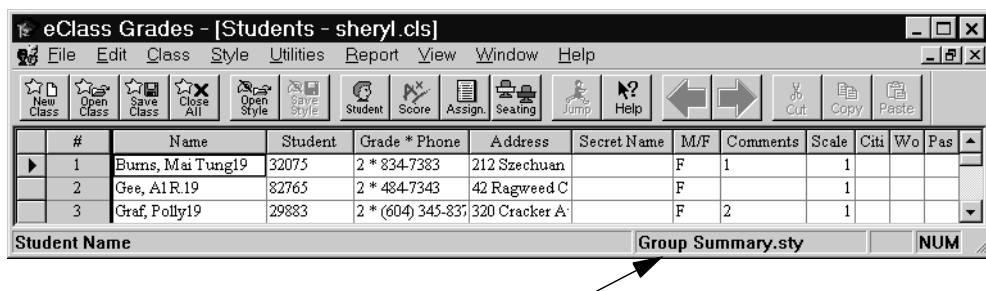 eClass Grades - [Students - sheryl.cls]
File Edit Class Style Utilities Report View Window Help
New Class Open Class Save Class Close All Open Style Save Style Student Score Assign. Seating Jump Help Cut Copy Paste
# Name Student Grade * Phone Address Secret Name M/F Comments Scale Citi Wo Pas
1 Burns, Mai Tung19 32075 2 * 834-7383 212 Szechuan F 1 1
2 Gee, Al R.19 82765 2 * 484-7343 42 Ragweed C F 1
3 Graf, Polly19 29883 2 * (604) 345-837 320 Cracker A F 2 1
Student Name Group Summary.sty NUM